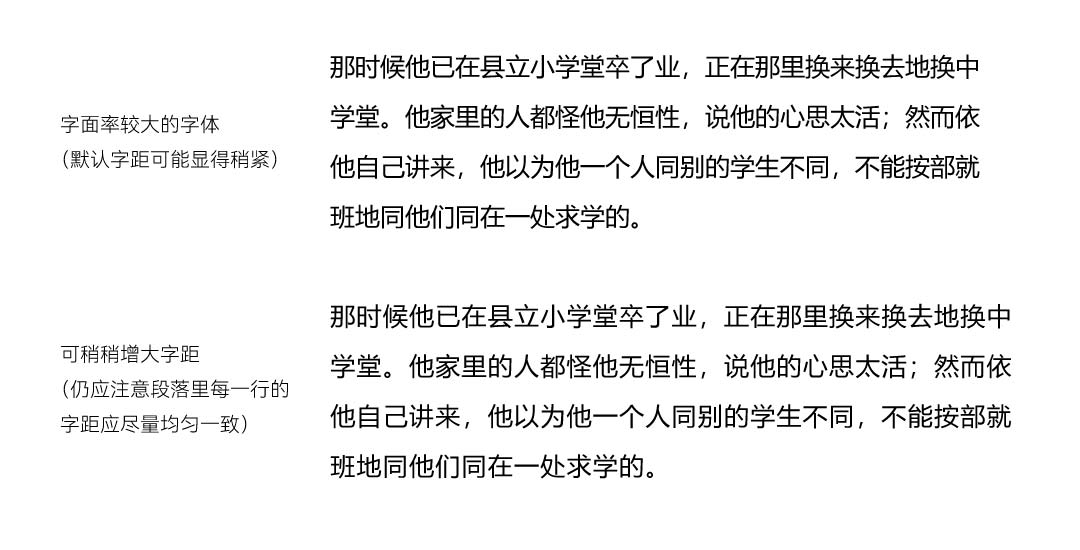 字面率较大的字体
（默认字距可能显得稍紧）
那时候他已在县立小学堂卒了业，正在那里换来换去地换中
学堂。他家里的人都怪他无恒性，说他的心思太活；然而依
他自己讲来，他以为他一个人同别的学生不同，不能按部就
班地同他们同在一处求学的。
可稍稍增大字距
（仍应注意段落里每一行的
字距应尽量均匀一致）
那时候他已在县立小学堂卒了业，正在那里换来换去地换中
学堂。他家里的人都怪他无恒性，说他的心思太活；然而依
他自己讲来，他以为他一个人同别的学生不同，不能按部就
班地同他们同在一处求学的。